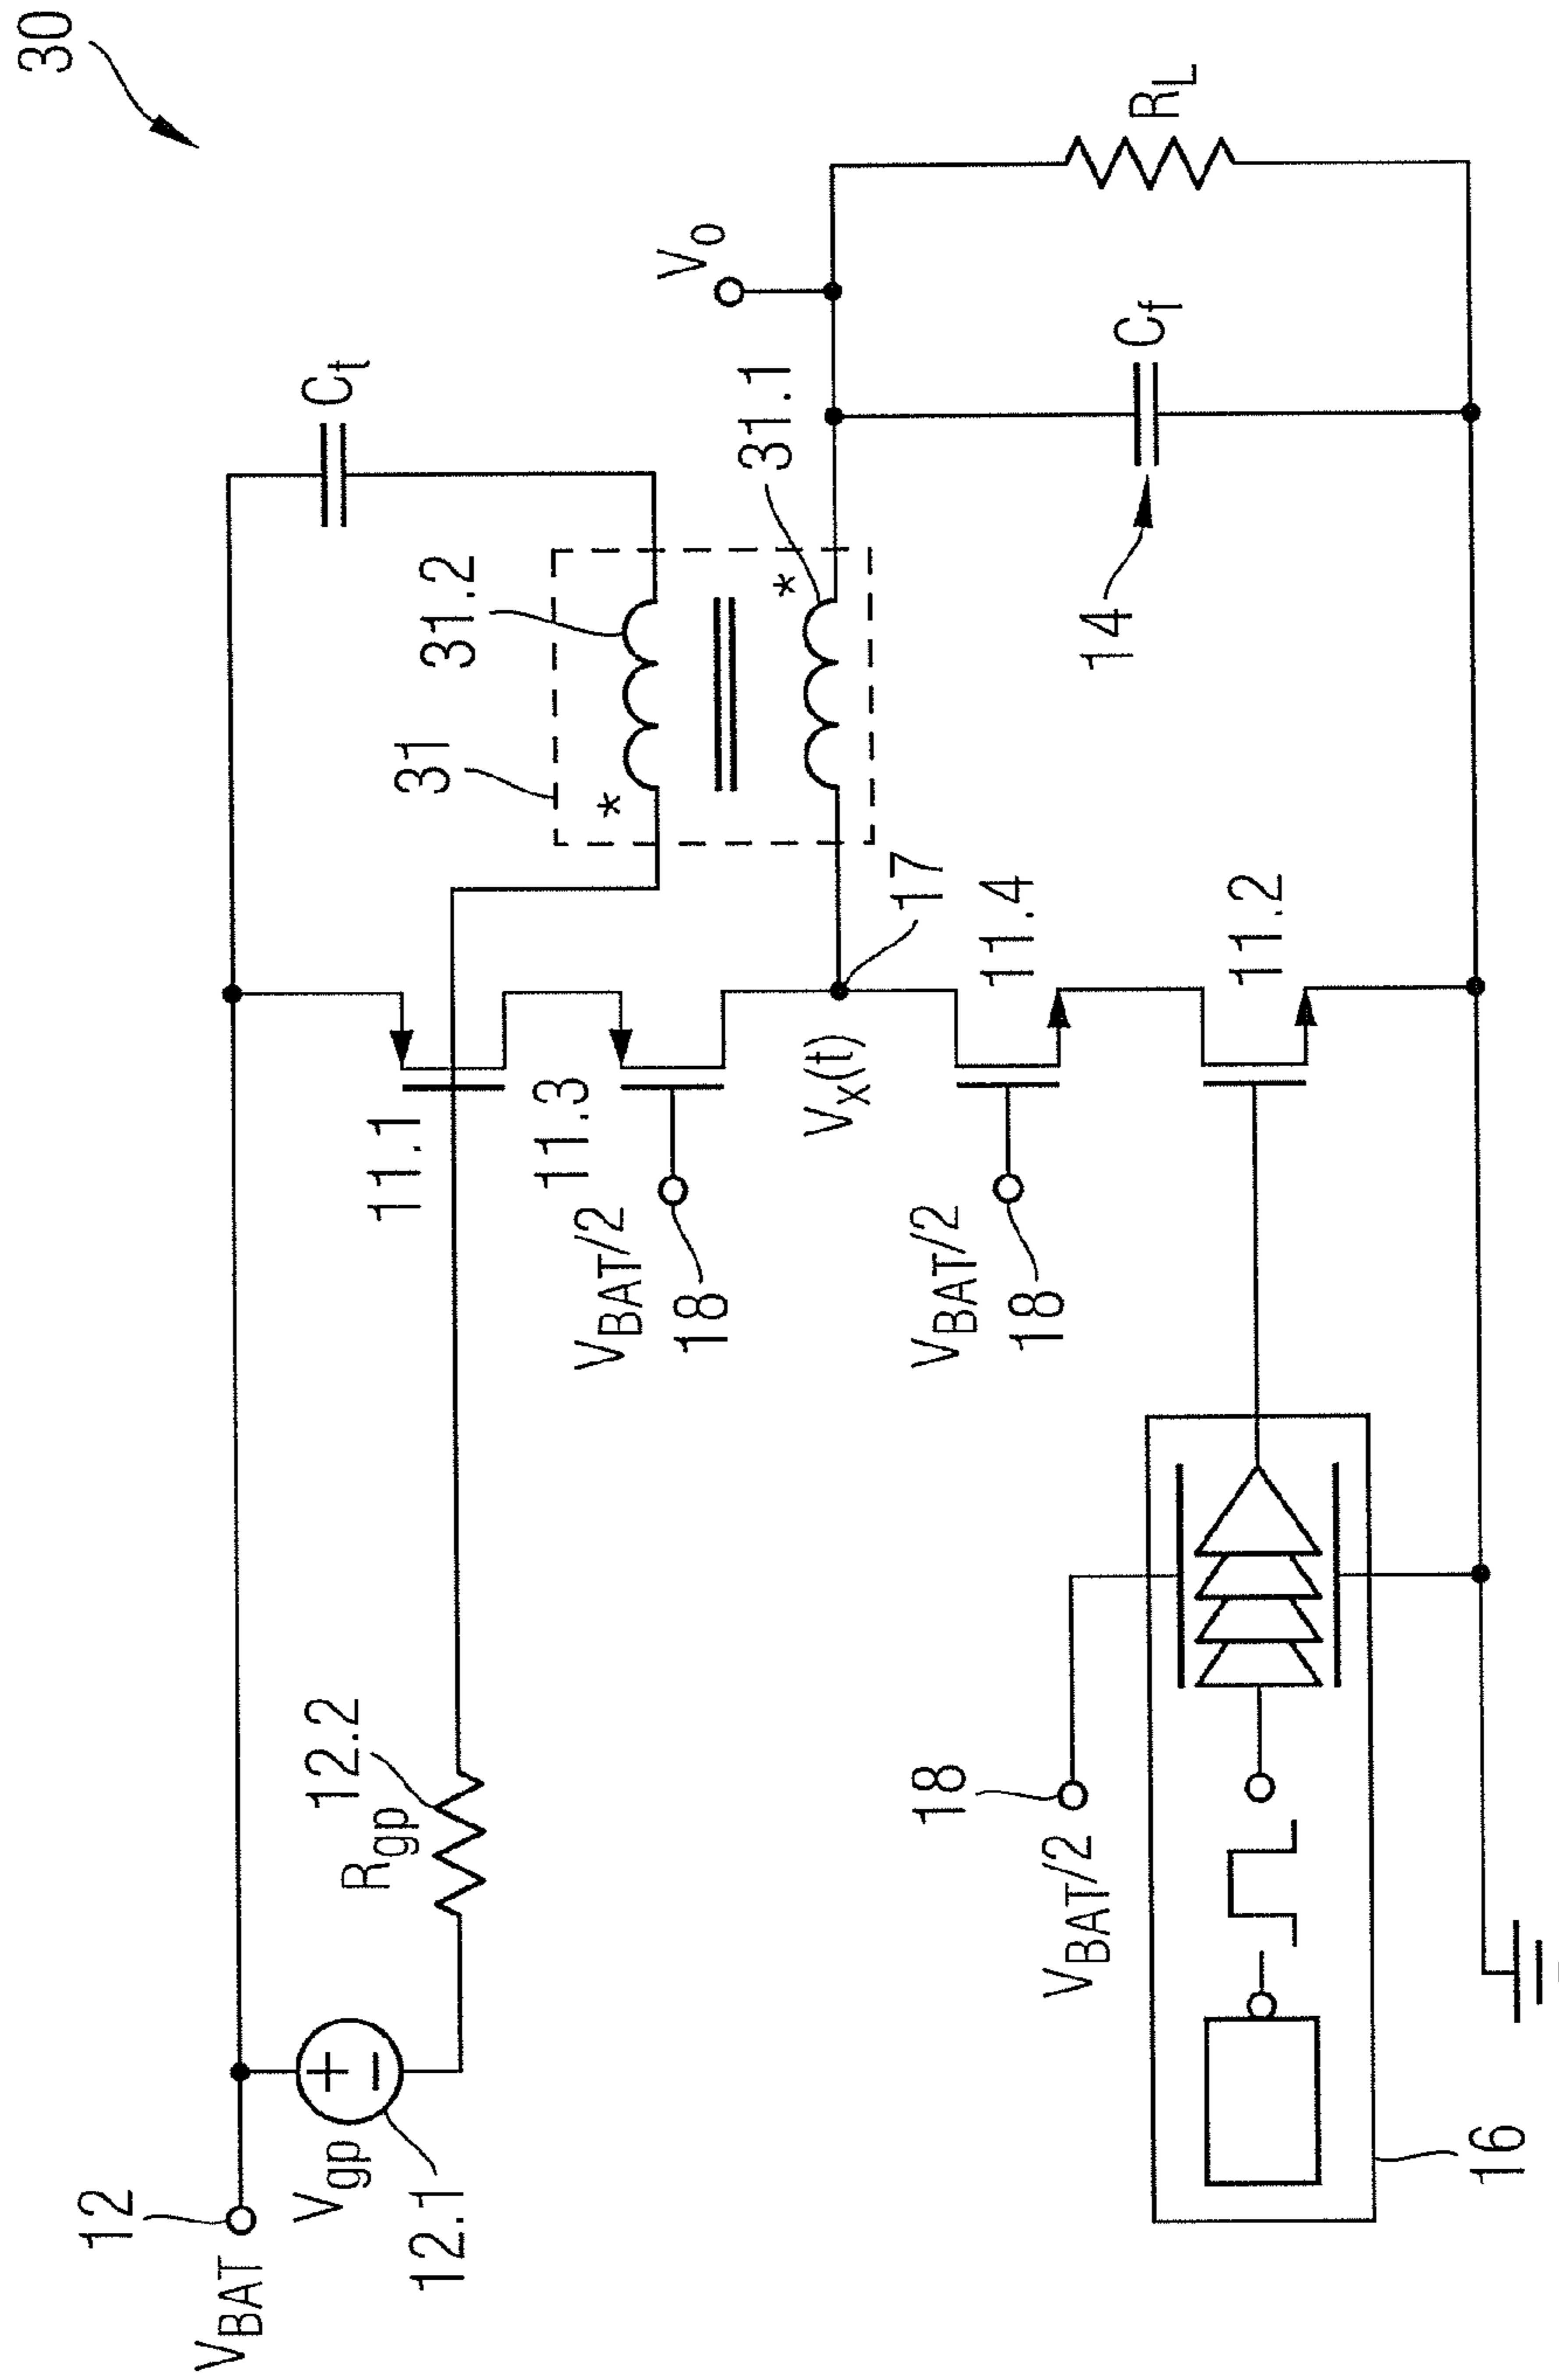 30
V_BAT
12
V_gp
12.1
R_gp
12.2
11.1
11.3
V_BAT/2
18
V_x(t)
17
V_BAT/2
18
11.4
11.2
31
31.2
31.1
*
*
C_t
V_o
14
C_f
R_L
18
V_BAT/2
16
+
−